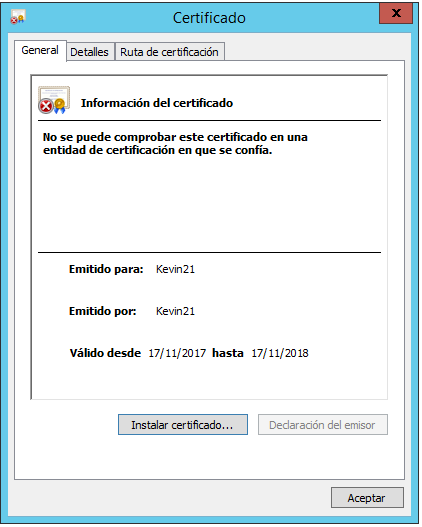 Certificado
x
General
Detalles
Ruta de certificación
Información del certificado
No se puede comprobar este certificado en una
entidad de certificación en que se confía.
Emitido para: Kevin21
Emitido por: Kevin21
Válido desde 17/11/2017 hasta 17/11/2018
Instalar certificado...
Declaración del emisor
Aceptar